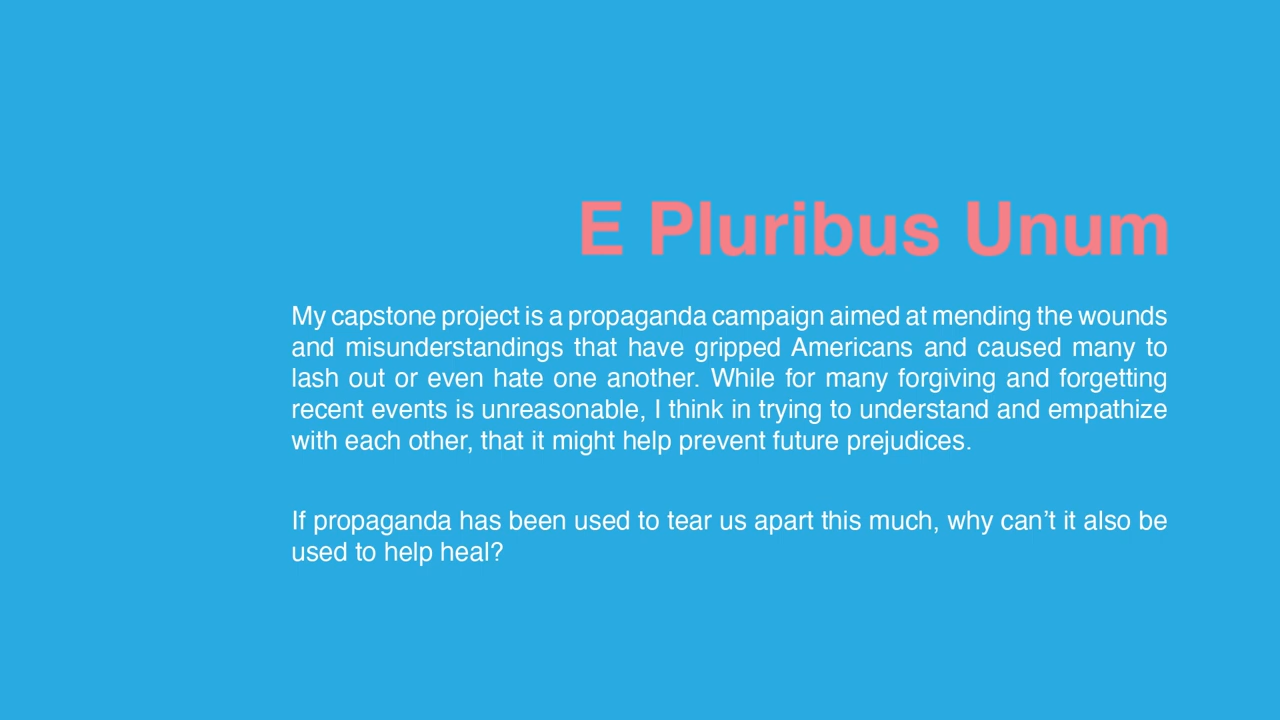 E Pluribus Unum
My capstone project is a propaganda campaign aimed at mending the wounds
and misunderstandings that have gripped Americans and caused many to
lash out or even hate one another. While for many forgiving and forgetting
recent events is unreasonable, I think in trying to understand and empathize
with each other, that it might help prevent future prejudices.
If propaganda has been used to tear us apart this much, why can’t it also be
used to help heal?